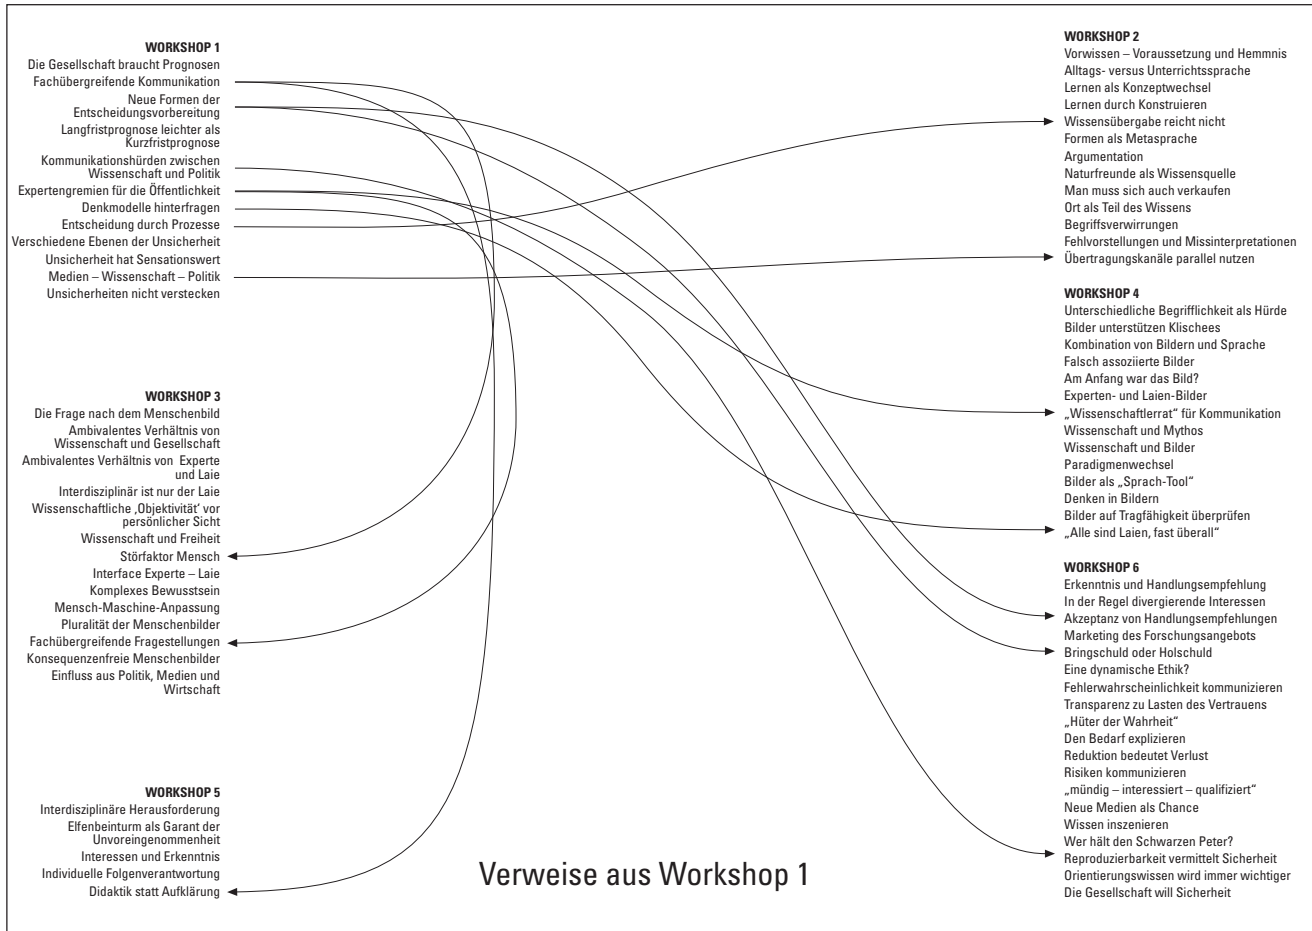 WORKSHOP 1
Die Gesellschaft braucht Prognosen
Fachübergreifende Kommunikation
Neue Formen der
Entscheidungsvorbereitung
Langfristprognose leichter als
Kurzfristprognose
Kommunikationshürden zwischen
Wissenschaft und Politik
Expertengremien für die Öffentlichkeit
Denkmodelle hinterfragen
Entscheidung durch Prozesse
Verschiedene Ebenen der Unsicherheit
Unsicherheit hat Sensationswert
Medien – Wissenschaft – Politik
Unsicherheiten nicht verstecken
WORKSHOP 3
Die Frage nach dem Menschenbild
Ambivalentes Verhältnis von
Wissenschaft und Gesellschaft
Ambivalentes Verhältnis von Experte
und Laie
Interdisziplinär ist nur der Laie
Wissenschaftliche ‚Objektivität‘ vor
persönlicher Sicht
Wissenschaft und Freiheit
Störfaktor Mensch
Interface Experte – Laie
Komplexes Bewusstsein
Mensch-Maschine-Anpassung
Pluralität der Menschenbilder
Fachübergreifende Fragestellungen
Konsequenzenfreie Menschenbilder
Einfluss aus Politik, Medien und
Wirtschaft
WORKSHOP 5
Interdisziplinäre Herausforderung
Elfenbeinturm als Garant der
Unvoreingenommenheit
Interessen und Erkenntnis
Individuelle Folgenverantwortung
Didaktik statt Aufklärung
WORKSHOP 2
Vorwissen – Voraussetzung und Hemmnis
Alltags- versus Unterrichtssprache
Lernen als Konzeptwechsel
Lernen durch Konstruieren
Wissensübergabe reicht nicht
Formen als Metasprache
Argumentation
Naturfreunde als Wissensquelle
Man muss sich auch verkaufen
Ort als Teil des Wissens
Begriffsverwirrungen
Fehlvorstellungen und Missinterpretationen
Übertragungskanäle parallel nutzen
WORKSHOP 4
Unterschiedliche Begrifflichkeit als Hürde
Bilder unterstützen Klischees
Kombination von Bildern und Sprache
Falsch assoziierte Bilder
Am Anfang war das Bild?
Experten- und Laien-Bilder
„Wissenschaftlerrat“ für Kommunikation
Wissenschaft und Mythos
Wissenschaft und Bilder
Paradigmenwechsel
Bilder als „Sprach-Tool“
Denken in Bildern
Bilder auf Tragfähigkeit überprüfen
„Alle sind Laien, fast überall“
WORKSHOP 6
Erkenntnis und Handlungsempfehlung
In der Regel divergierende Interessen
Akzeptanz von Handlungsempfehlungen
Marketing des Forschungsangebots
Bringschuld oder Holschuld
Eine dynamische Ethik?
Fehlerwahrscheinlichkeit kommunizieren
Transparenz zu Lasten des Vertrauens
„Hüter der Wahrheit“
Den Bedarf explizieren
Reduktion bedeutet Verlust
Risiken kommunizieren
„mündig – interessiert – qualifiziert“
Neue Medien als Chance
Wissen inszenieren
Wer hält den Schwarzen Peter?
Reproduzierbarkeit vermittelt Sicherheit
Orientierungswissen wird immer wichtiger
Die Gesellschaft will Sicherheit
Verweise aus Workshop 1